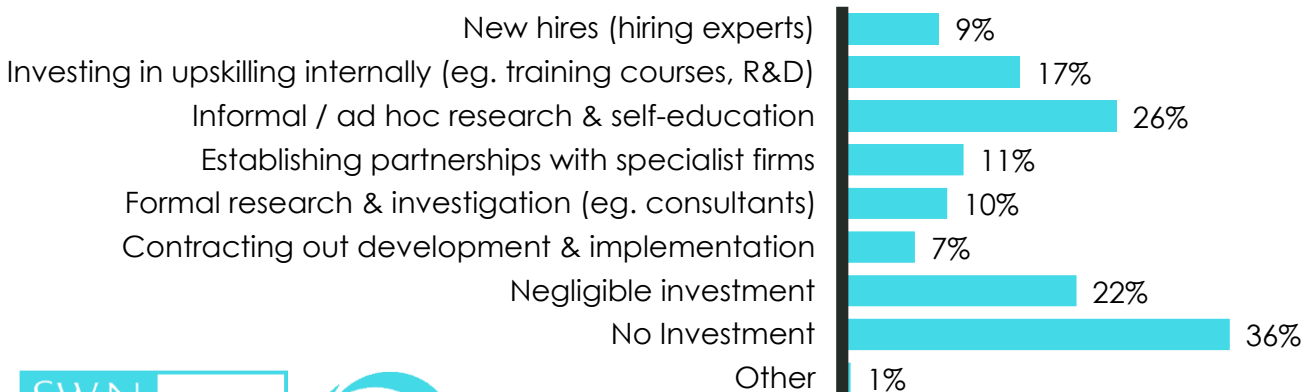 New hires (hiring experts) 9%
Investing in upskilling internally (eg. training courses, R&D) 17%
Informal / ad hoc research & self-education 26%
Establishing partnerships with specialist firms 11%
Formal research & investigation (eg. consultants) 10%
Contracting out development & implementation 7%
Negligible investment 22%
No Investment 36%
Other 1%
SWN